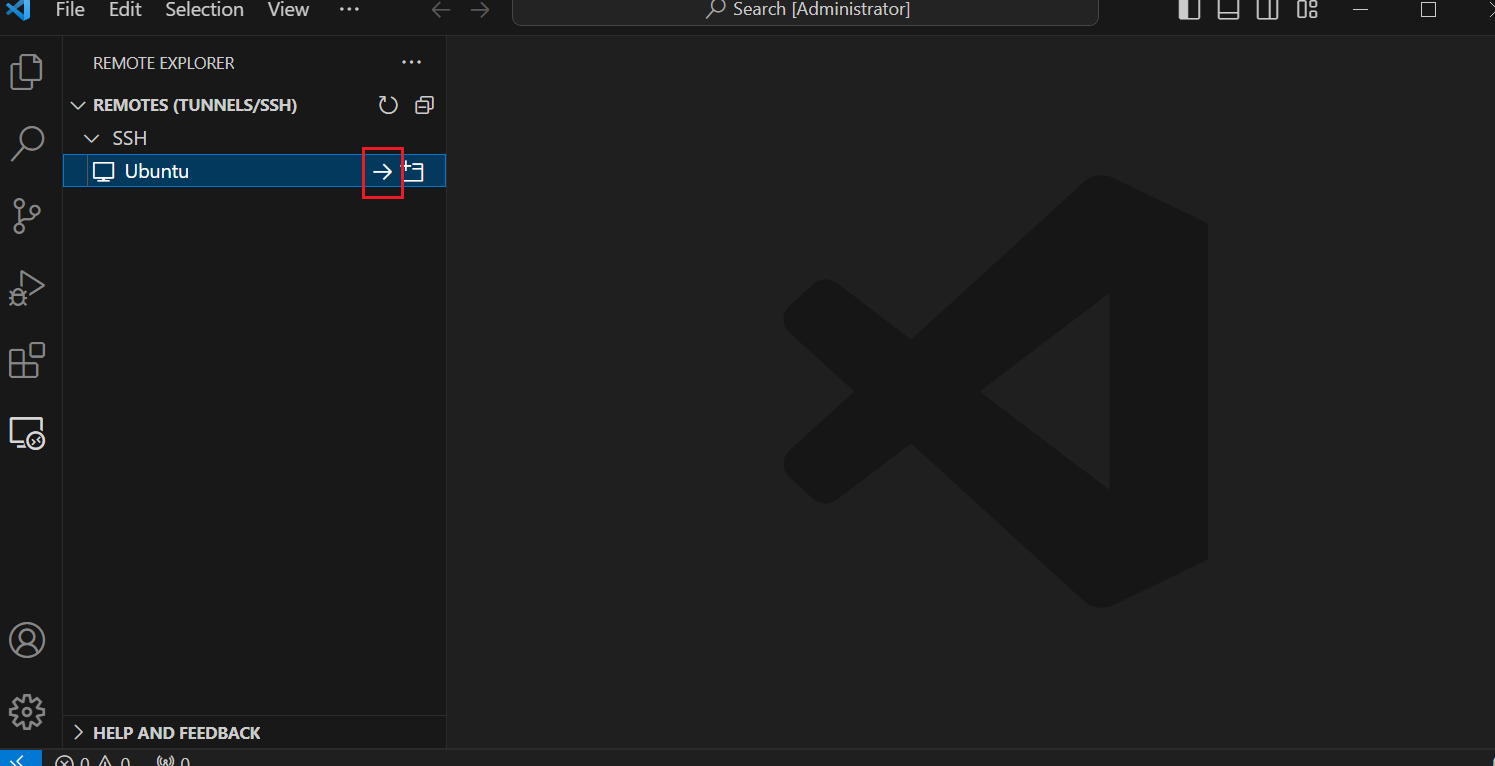 File Edit Selection View ··· Search [Administrator]
REMOTE EXPLORER ···
REMOTES (TUNNELS/SSH)
SSH
Ubuntu
HELP AND FEEDBACK
0 0 0